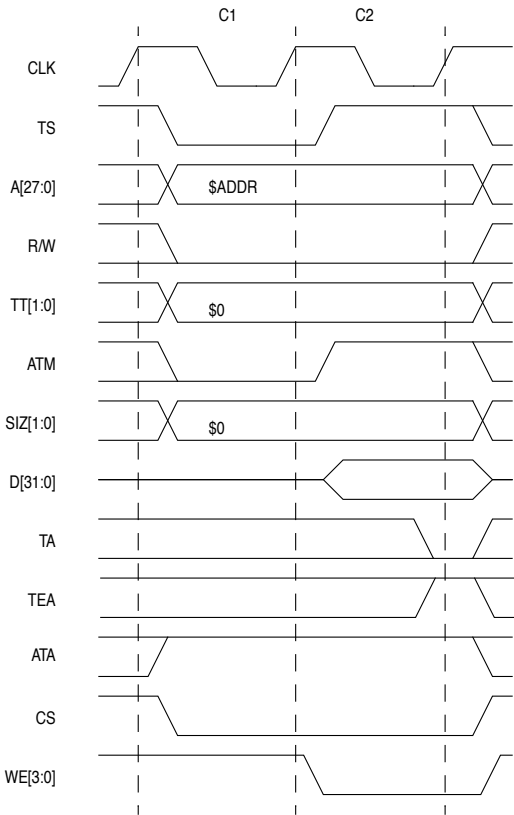 C1 C2
CLK
TS
A[27:0] $ADDR
R/W
TT[1:0] $0
ATM
SIZ[1:0] $0
D[31:0]
TA
TEA
ATA
CS
WE[3:0]